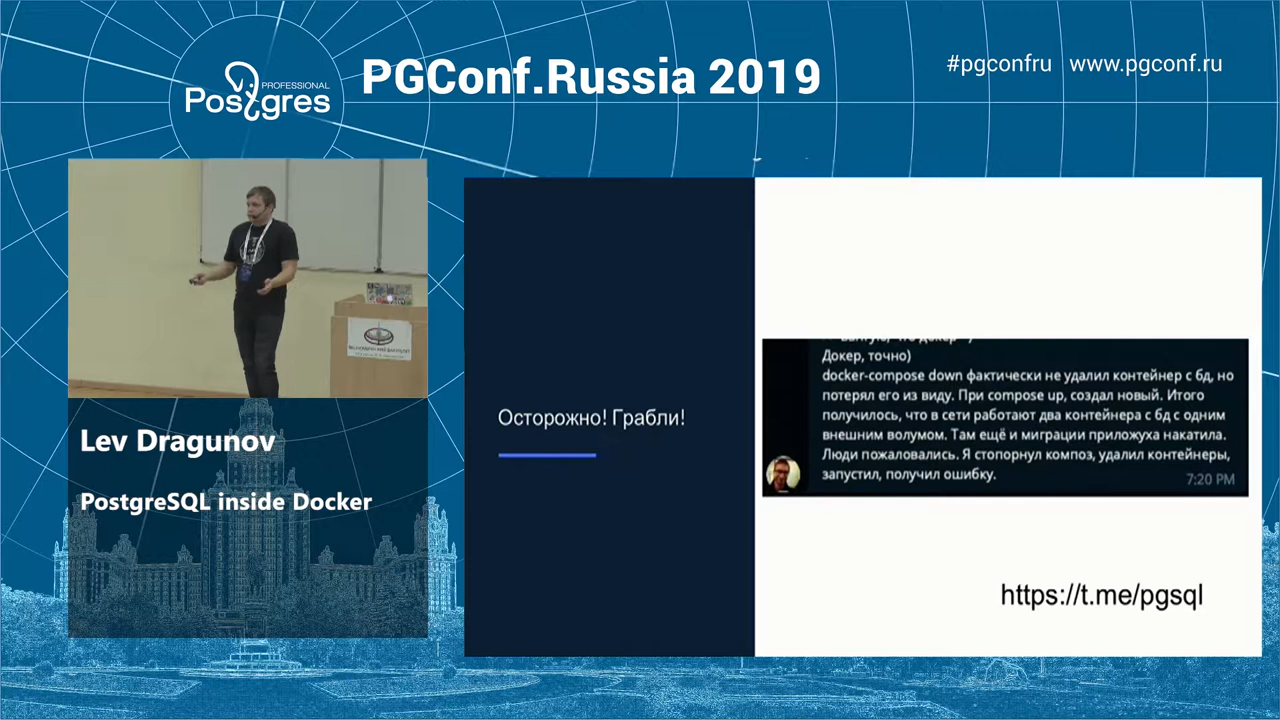 PROFESSIONAL
Postgres
PGConf.Russia 2019
#pgconfru www.pgconf.ru
Lev Dragunov
PostgreSQL inside Docker
Осторожно! Грабли!
Докер, точно)
docker-compose down фактически не удалил контейнер с бд, но
потерял его из виду. При compose up, создал новый. Итого
получилось, что в сети работают два контейнера с бд с одним
внешним волумом. Там ещё и миграции приложуха накатила.
Люди пожаловались. Я стопорнул композ, удалил контейнеры,
запустил, получил ошибку.
7:20 PM
https://t.me/pgsql